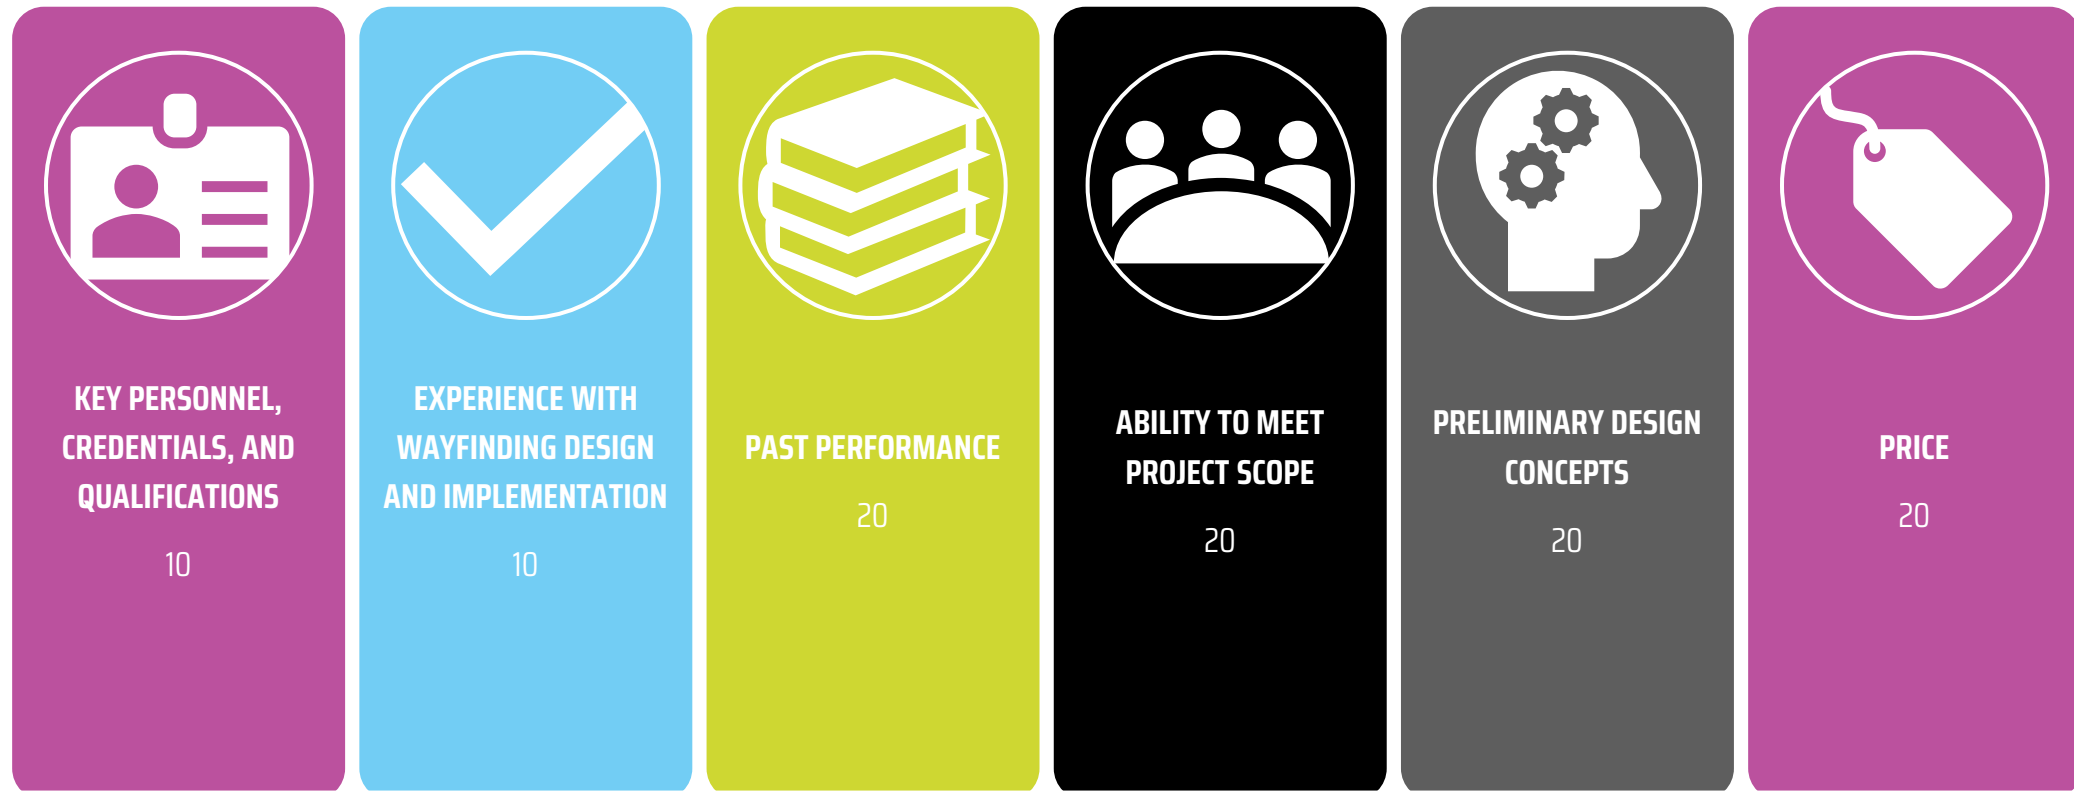 KEY PERSONNEL,
CREDENTIALS, AND
QUALIFICATIONS
10
EXPERIENCE WITH
WAYFINDING DESIGN
AND IMPLEMENTATION
10
PAST PERFORMANCE
20
ABILITY TO MEET
PROJECT SCOPE
20
PRELIMINARY DESIGN
CONCEPTS
20
PRICE
20